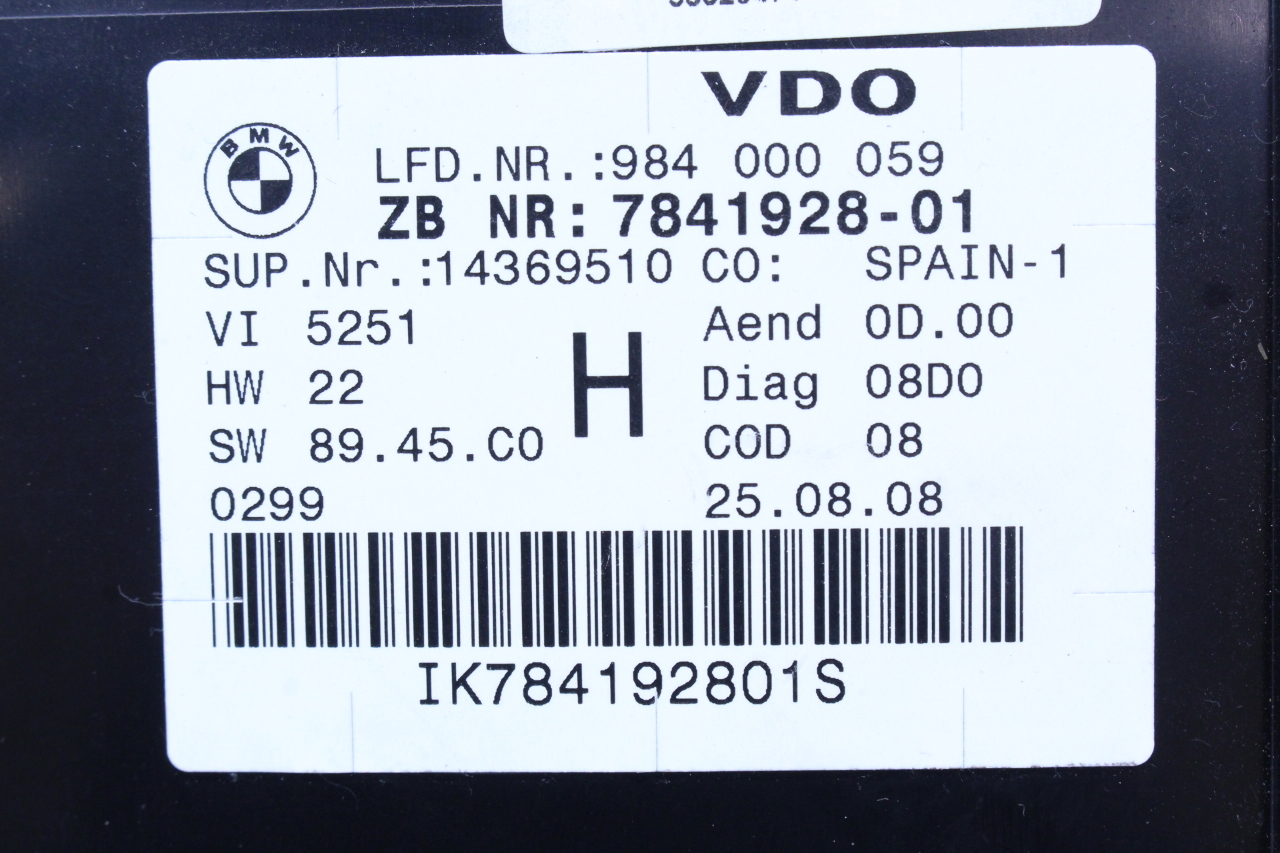 VDO
BMW
LFD.NR.:984 000 059
ZB NR:7841928-01
SUP.Nr.:14369510 CO: SPAIN-1
VI 5251
H
Aend 0D.00
HW 22
Diag 08D0
SW 89.45.C0
COD 08
0299
25.08.08
IK784192801S